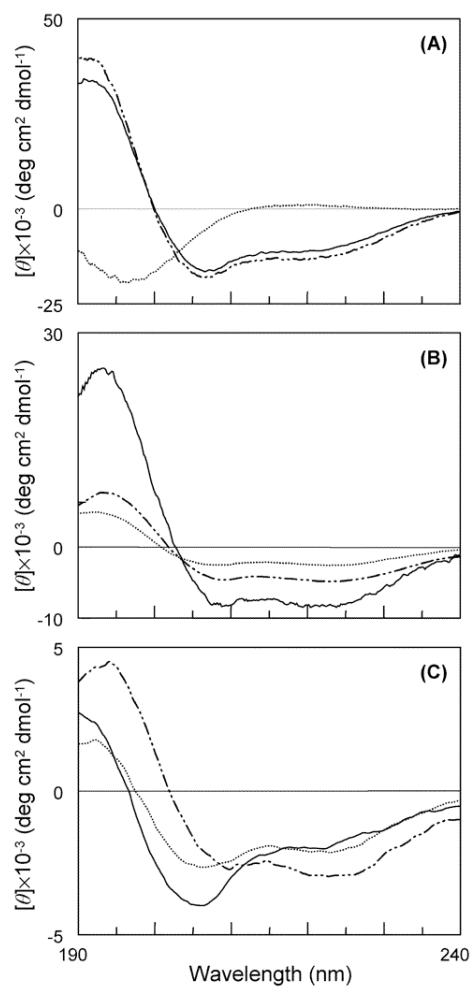 50
(A)
[θ]×10⁻³ (deg cm² dmol⁻¹)
0
-25
30
(B)
[θ]×10⁻³ (deg cm² dmol⁻¹)
0
-10
5
(C)
[θ]×10⁻³ (deg cm² dmol⁻¹)
0
-5
190
240
Wavelength (nm)